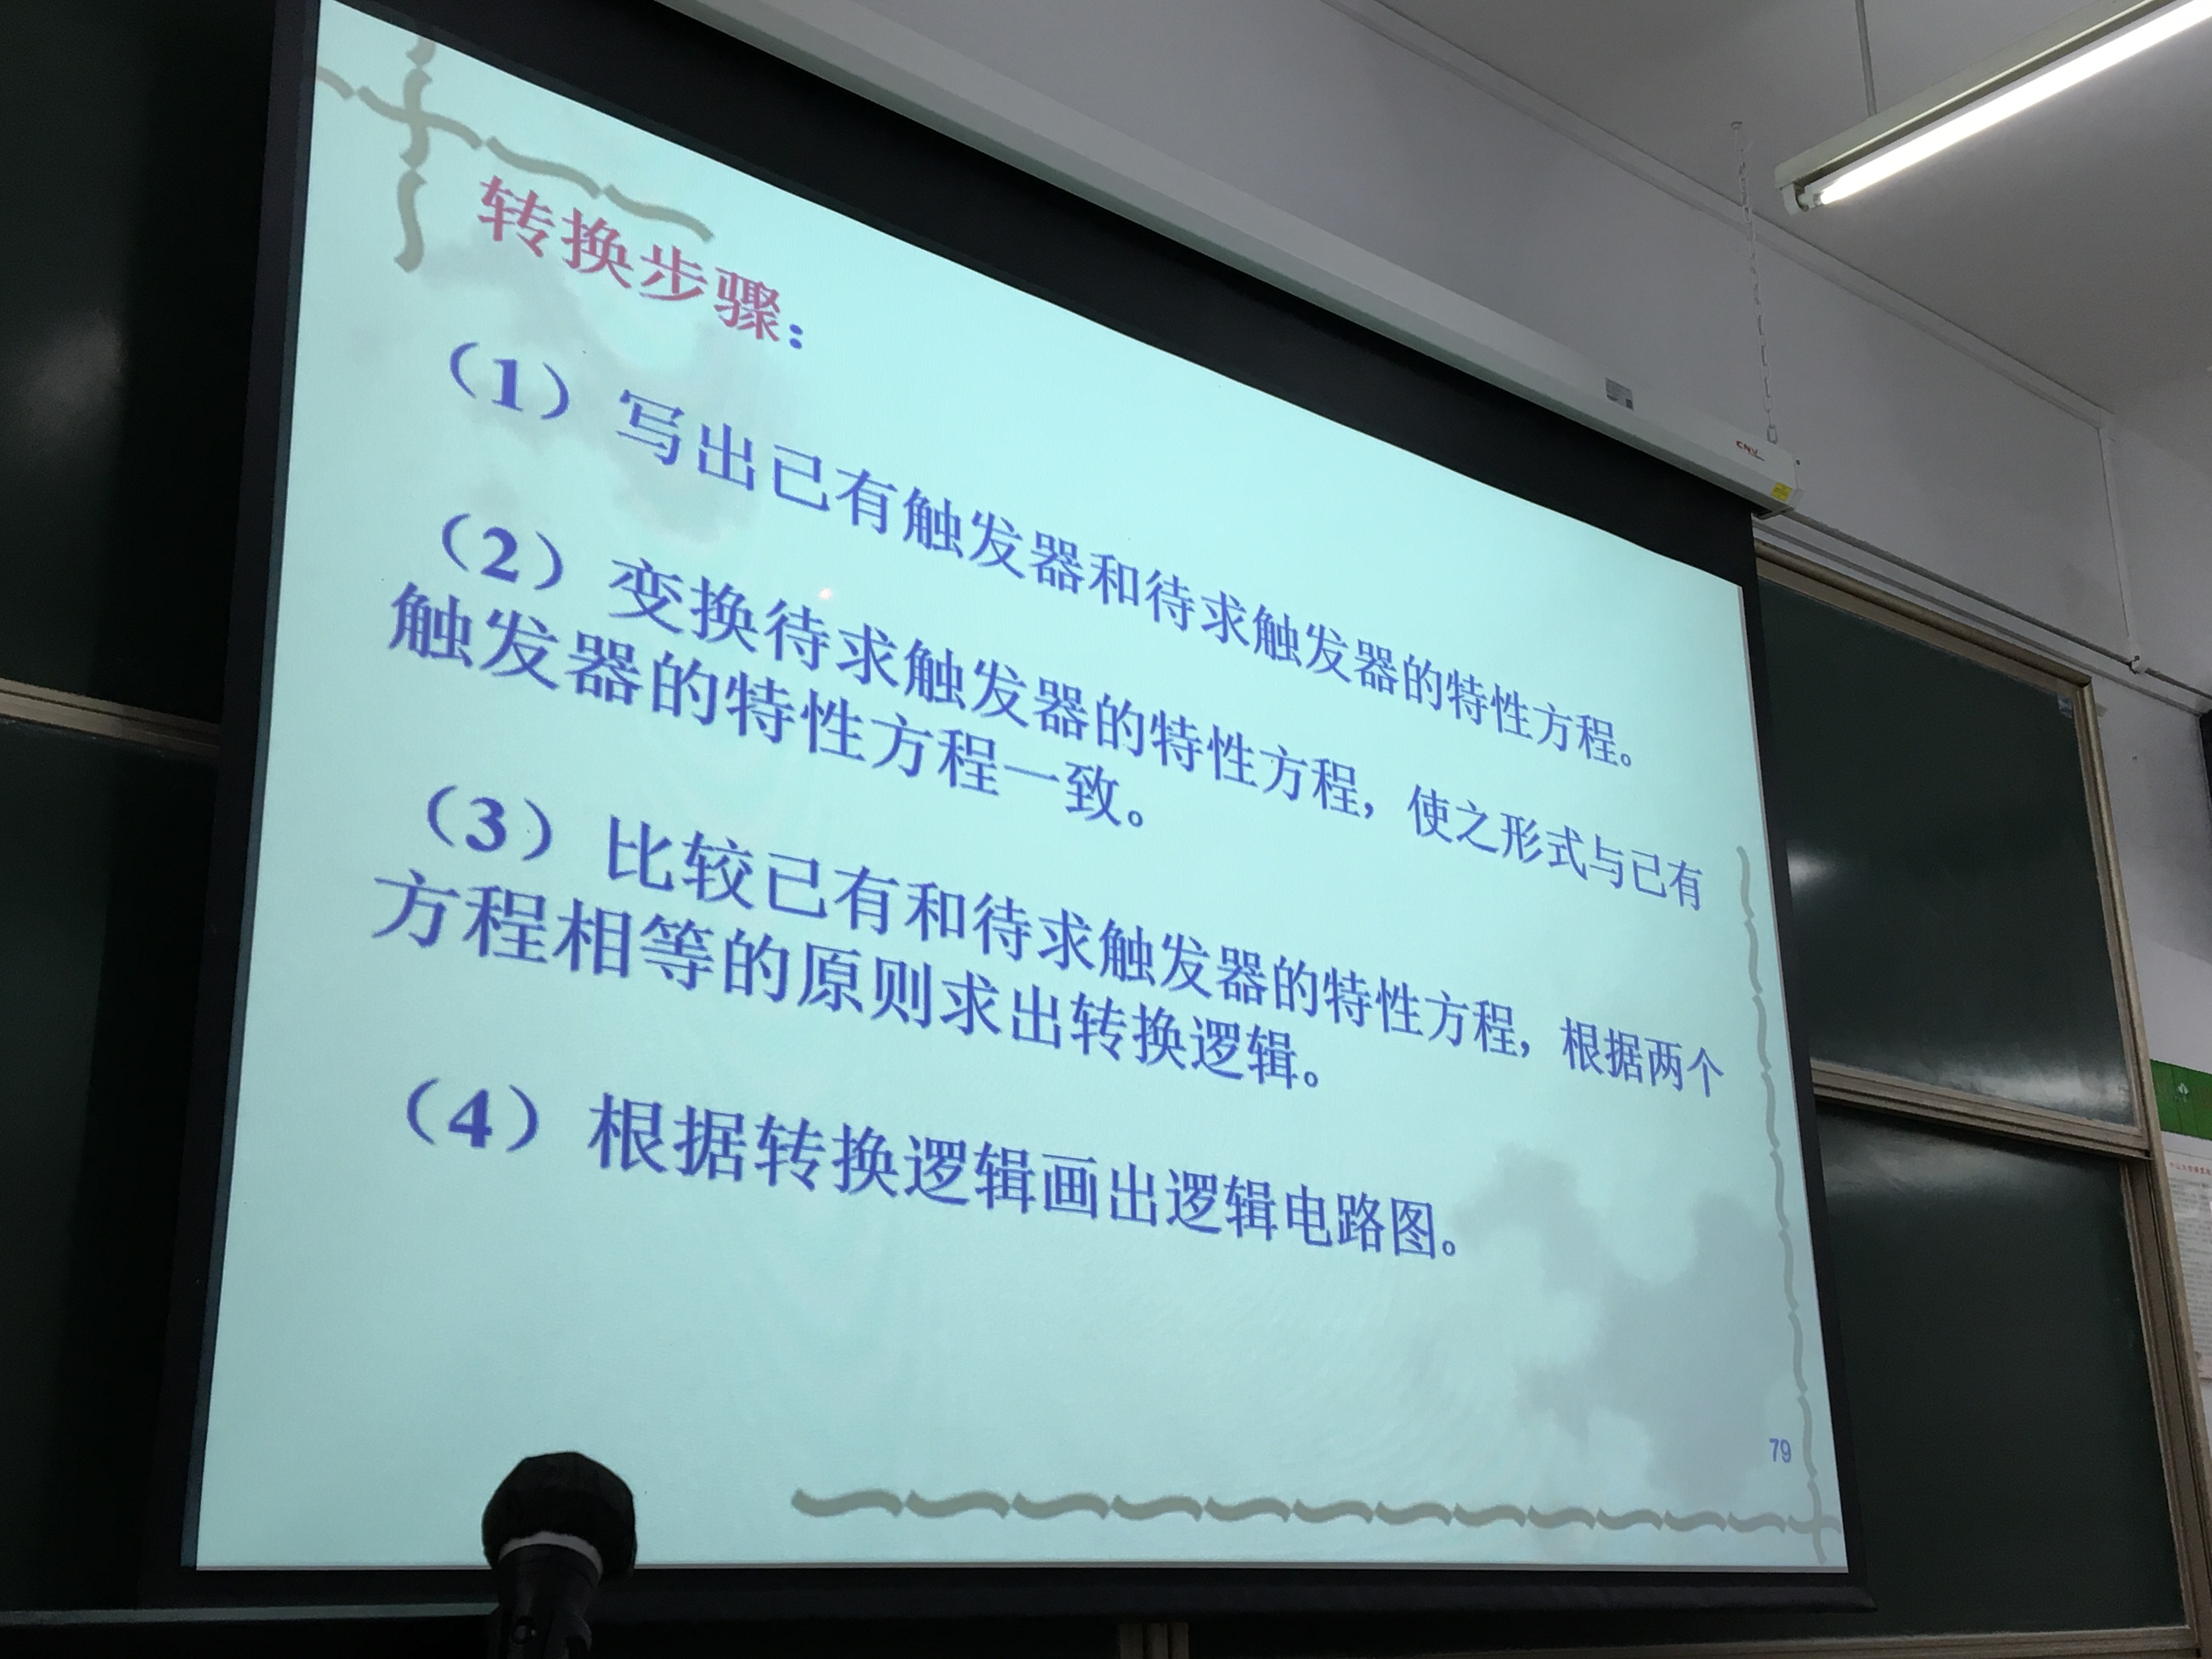 转换步骤：
（1）写出已有触发器和待求触发器的特性方程。
（2）变换待求触发器的特性方程，使之形式与已有
触发器的特性方程一致。
（3）比较已有和待求触发器的特性方程，根据两个
方程相等的原则求出转换逻辑。
（4）根据转换逻辑画出逻辑电路图。
79